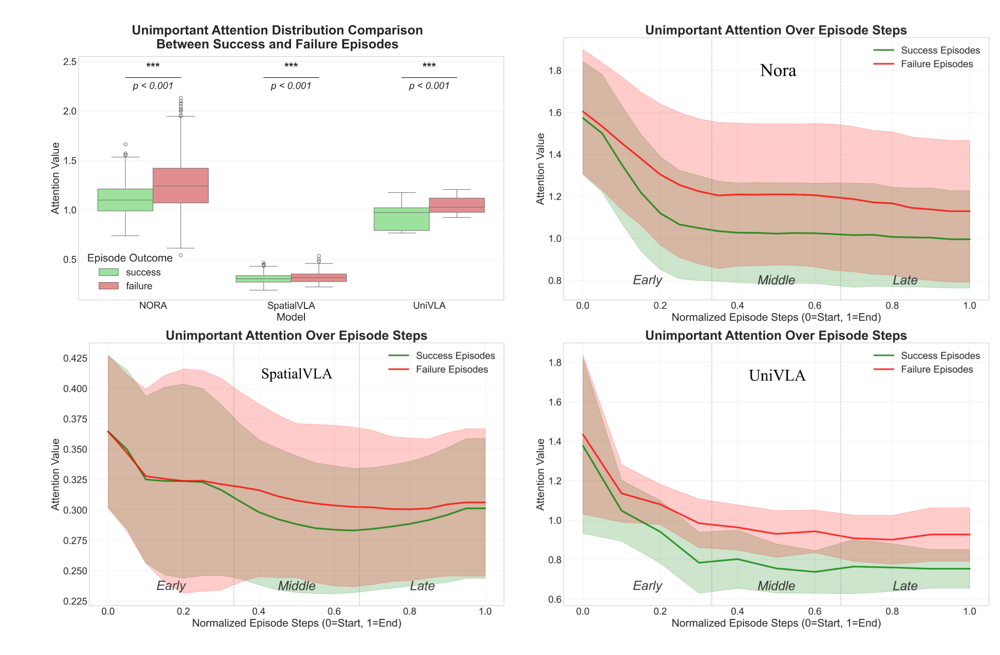 Unimportant Attention Distribution Comparison
Between Success and Failure Episodes
2.5
2.0
1.5
1.0
0.5
Attention Value
*** *** ***
p < 0.001 p < 0.001 p < 0.001
Episode Outcome
success
failure
NORA SpatialVLA UniVLA
Model
Unimportant Attention Over Episode Steps
Success Episodes
Failure Episodes
Nora
1.8
1.6
1.4
1.2
1.0
0.8
Attention Value
Early Middle Late
0.0 0.2 0.4 0.6 0.8 1.0
Normalized Episode Steps (0=Start, 1=End)
Unimportant Attention Over Episode Steps
Success Episodes
Failure Episodes
SpatialVLA
0.425
0.400
0.375
0.350
0.325
0.300
0.275
0.250
0.225
Attention Value
Early Middle Late
0.0 0.2 0.4 0.6 0.8 1.0
Normalized Episode Steps (0=Start, 1=End)
Unimportant Attention Over Episode Steps
Success Episodes
Failure Episodes
UniVLA
1.8
1.6
1.4
1.2
1.0
0.8
0.6
Attention Value
Early Middle Late
0.0 0.2 0.4 0.6 0.8 1.0
Normalized Episode Steps (0=Start, 1=End)